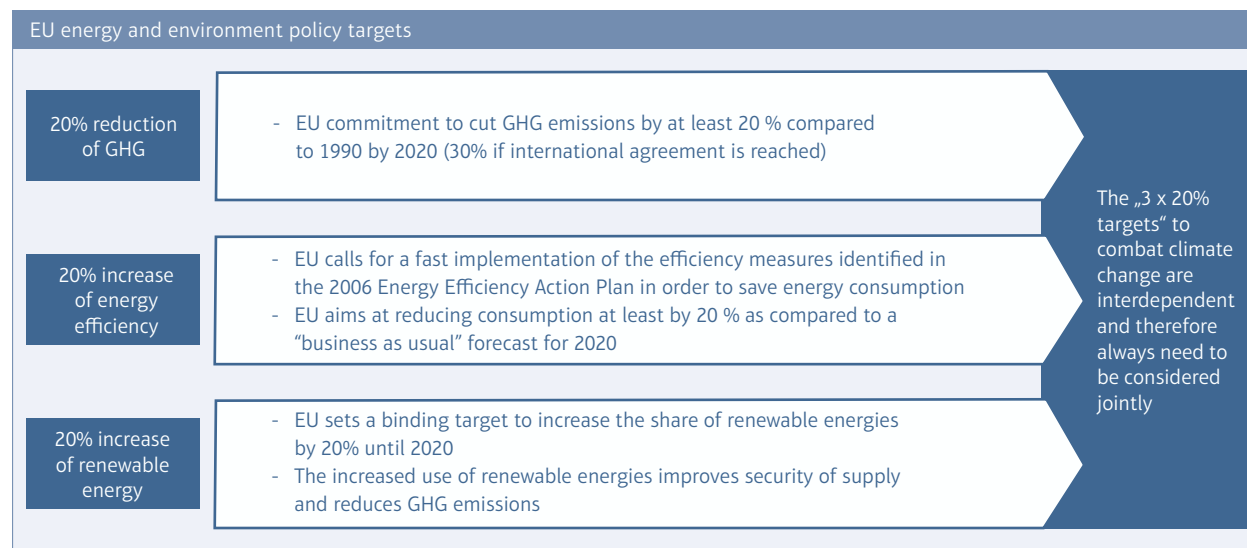 EU energy and environment policy targets
20% reduction
of GHG
- EU commitment to cut GHG emissions by at least 20 % compared
to 1990 by 2020 (30% if international agreement is reached)
20% increase
of energy
efficiency
- EU calls for a fast implementation of the efficiency measures identified in
the 2006 Energy Efficiency Action Plan in order to save energy consumption
- EU aims at reducing consumption at least by 20 % as compared to a
“business as usual” forecast for 2020
20% increase
of renewable
energy
- EU sets a binding target to increase the share of renewable energies
by 20% until 2020
- The increased use of renewable energies improves security of supply
and reduces GHG emissions
The „3 x 20%
targets“ to
combat climate
change are
interdependent
and therefore
always need to
be considered
jointly